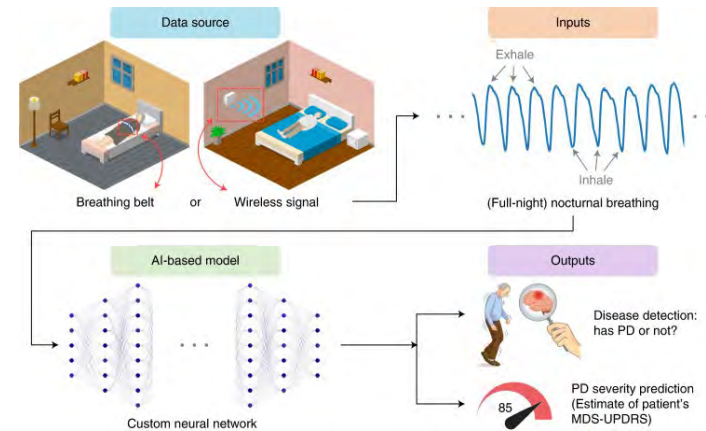 Data source
Inputs
Exhale
Inhale
Breathing belt or Wireless signal
(Full-night) nocturnal breathing
AI-based model
Outputs
Disease detection:
has PD or not?
PD severity prediction
(Estimate of patient's
MDS-UPDRS)
85
Custom neural network